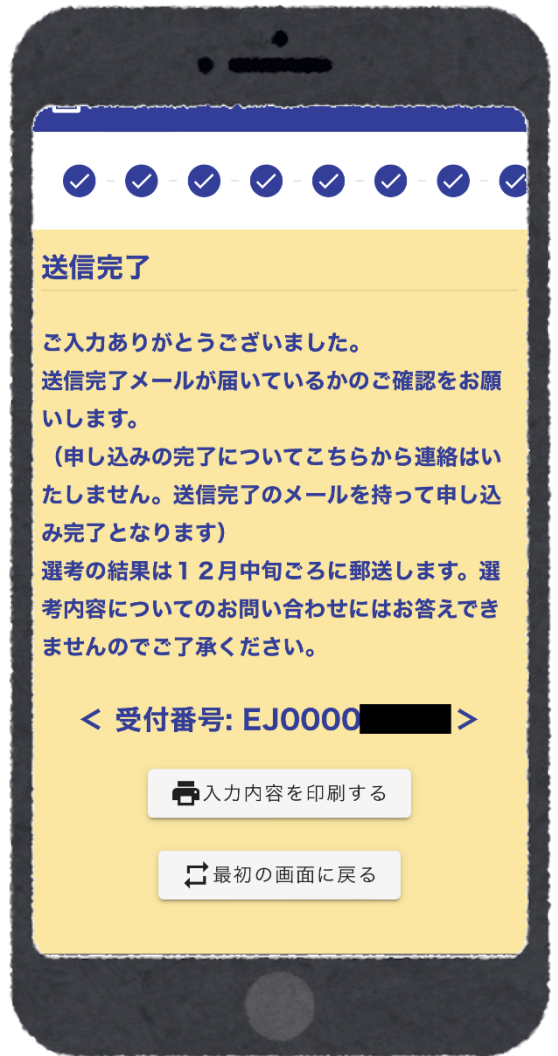 送信完了
ご入力ありがとうございました。
送信完了メールが届いているかのご確認をお願
いします。
（申し込みの完了についてこちらから連絡はい
たしません。送信完了のメールを持って申し込
み完了となります）
選考の結果は１２月中旬ごろに郵送します。選
考内容についてのお問い合わせにはお答えでき
ませんのでご了承ください。
＜ 受付番号: EJ0000 ＞
入力内容を印刷する
最初の画面に戻る